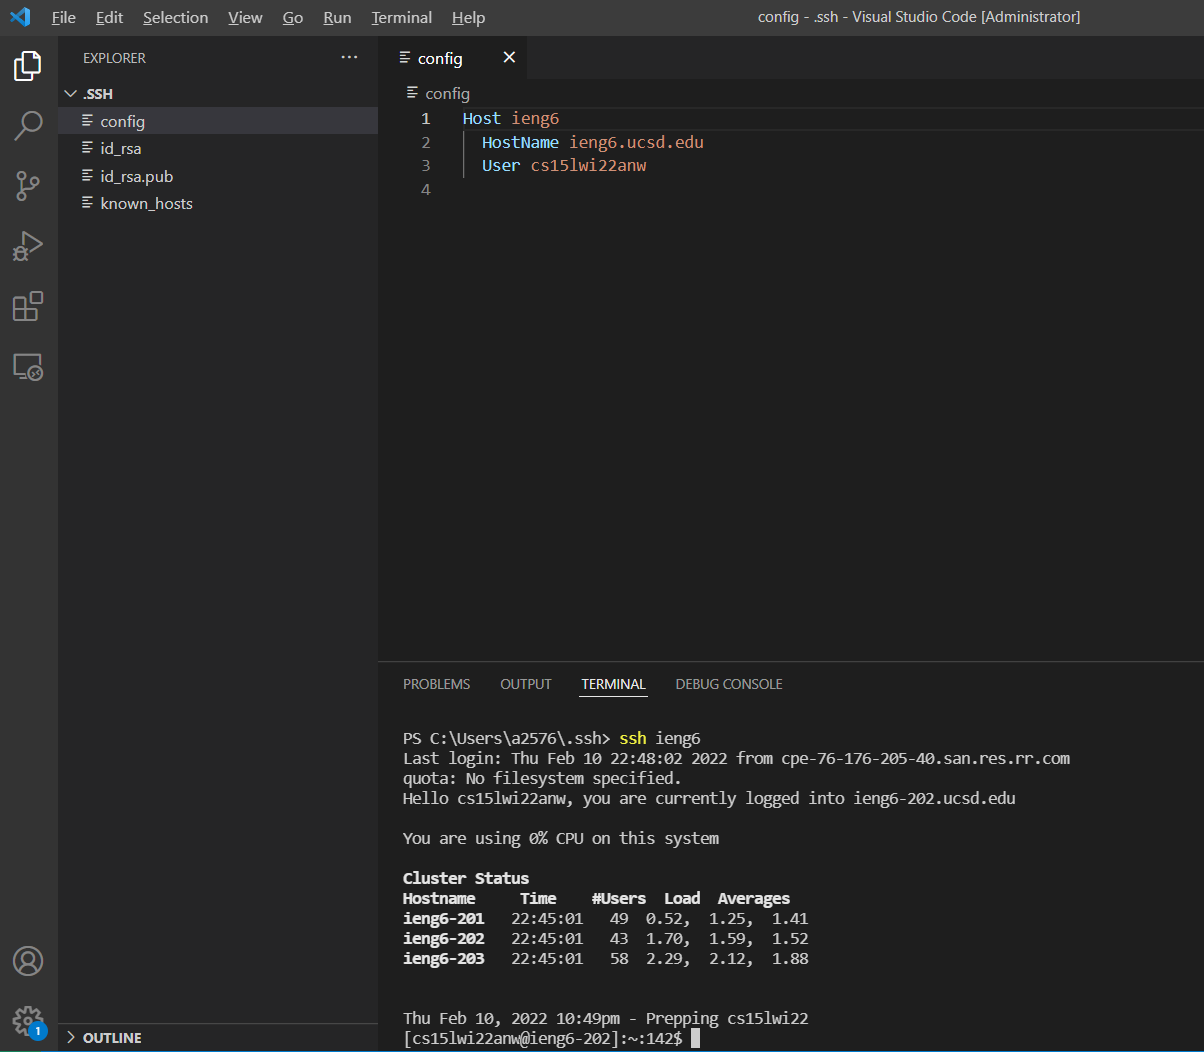 File Edit Selection View Go Run Terminal Help config - .ssh - Visual Studio Code [Administrator]
EXPLORER ...
.SSH
config
id_rsa
id_rsa.pub
known_hosts
OUTLINE
1
config
config
1 Host ieng6
2 HostName ieng6.ucsd.edu
3 User cs15lwi22anw
4
PROBLEMS OUTPUT TERMINAL DEBUG CONSOLE
PS C:\Users\a2576\.ssh> ssh ieng6
Last login: Thu Feb 10 22:48:02 2022 from cpe-76-176-205-40.san.res.rr.com
quota: No filesystem specified.
Hello cs15lwi22anw, you are currently logged into ieng6-202.ucsd.edu
You are using 0% CPU on this system
Cluster Status
Hostname Time #Users Load Averages
ieng6-201 22:45:01 49 0.52, 1.25, 1.41
ieng6-202 22:45:01 43 1.70, 1.59, 1.52
ieng6-203 22:45:01 58 2.29, 2.12, 1.88
Thu Feb 10, 2022 10:49pm - Prepping cs15lwi22
[cs15lwi22anw@ieng6-202]:~:142$